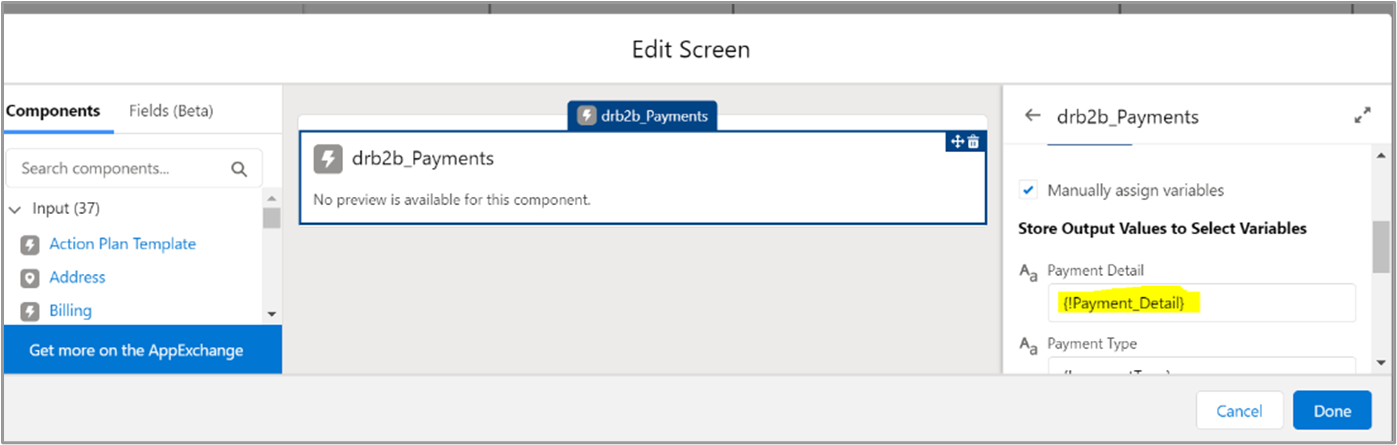 Edit Screen
Components
Fields (Beta)
Search components...
Input (37)
Action Plan Template
Address
Billing
Get more on the AppExchange
drb2b_Payments
drb2b_Payments
No preview is available for this component.
drb2b_Payments
Manually assign variables
Store Output Values to Select Variables
Aa Payment Detail
{!Payment_Detail}
Aa Payment Type
Cancel
Done